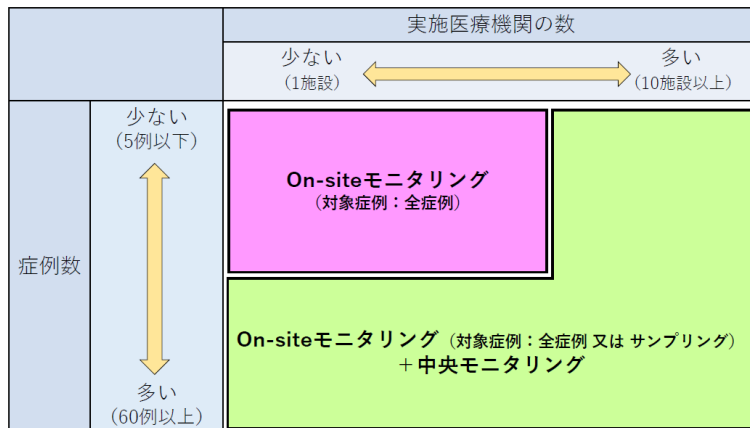 実施医療機関の数
少ない
（1施設）
多い
（10施設以上）
症例数
少ない
（5例以下）
多い
（60例以上）
On-siteモニタリング
（対象症例：全症例）
On-siteモニタリング（対象症例：全症例 又は サンプリング）
＋中央モニタリング